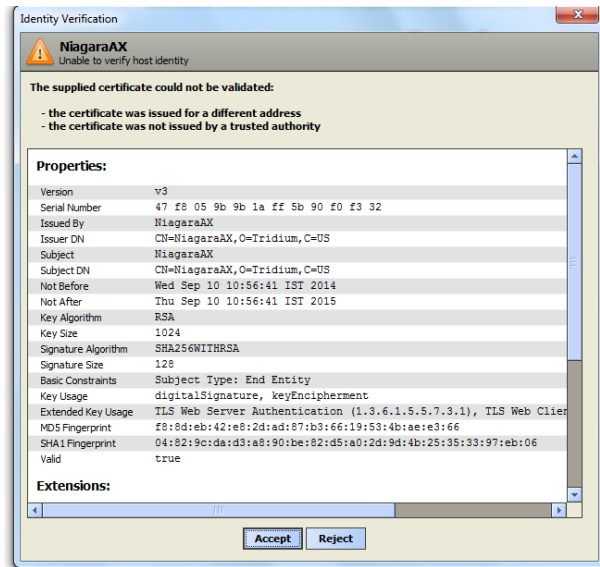 Identity Verification
NiagaraAX
Unable to verify host identity
The supplied certificate could not be validated:
- the certificate was issued for a different address
- the certificate was not issued by a trusted authority
Properties:
Version v3
Serial Number 47 f8 05 9b 9b 1a ff 5b 90 f0 f3 32
Issued By NiagaraAX
Issuer DN CN=NiagaraAX,O=Tridium,C=US
Subject NiagaraAX
Subject DN CN=NiagaraAX,O=Tridium,C=US
Not Before Wed Sep 10 10:56:41 IST 2014
Not After Thu Sep 10 10:56:41 IST 2015
Key Algorithm RSA
Key Size 1024
Signature Algorithm SHA256WITHRSA
Signature Size 128
Basic Constraints Subject Type: End Entity
Key Usage digitalSignature, keyEncipherment
Extended Key Usage TLS Web Server Authentication (1.3.6.1.5.5.7.3.1), TLS Web Clien
MD5 Fingerprint f8:8d:eb:42:e8:2d:ad:87:b3:66:19:53:4b:ae:e3:66
SHA1 Fingerprint 04:82:9c:da:d3:a8:90:be:82:d5:a0:2d:9d:4b:25:35:33:97:eb:06
Valid true
Extensions:
Accept Reject